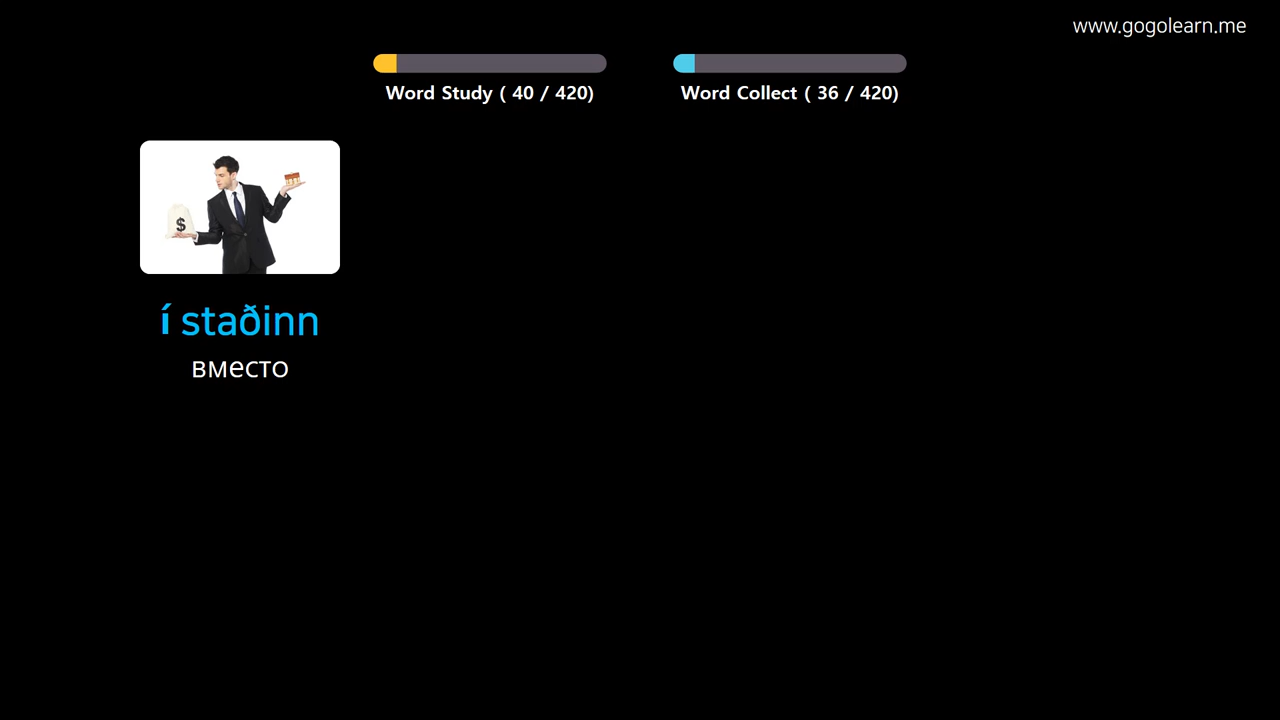 www.gogolearn.me
Word Study ( 40 / 420)
Word Collect ( 36 / 420)
$
í staðinn
вместо